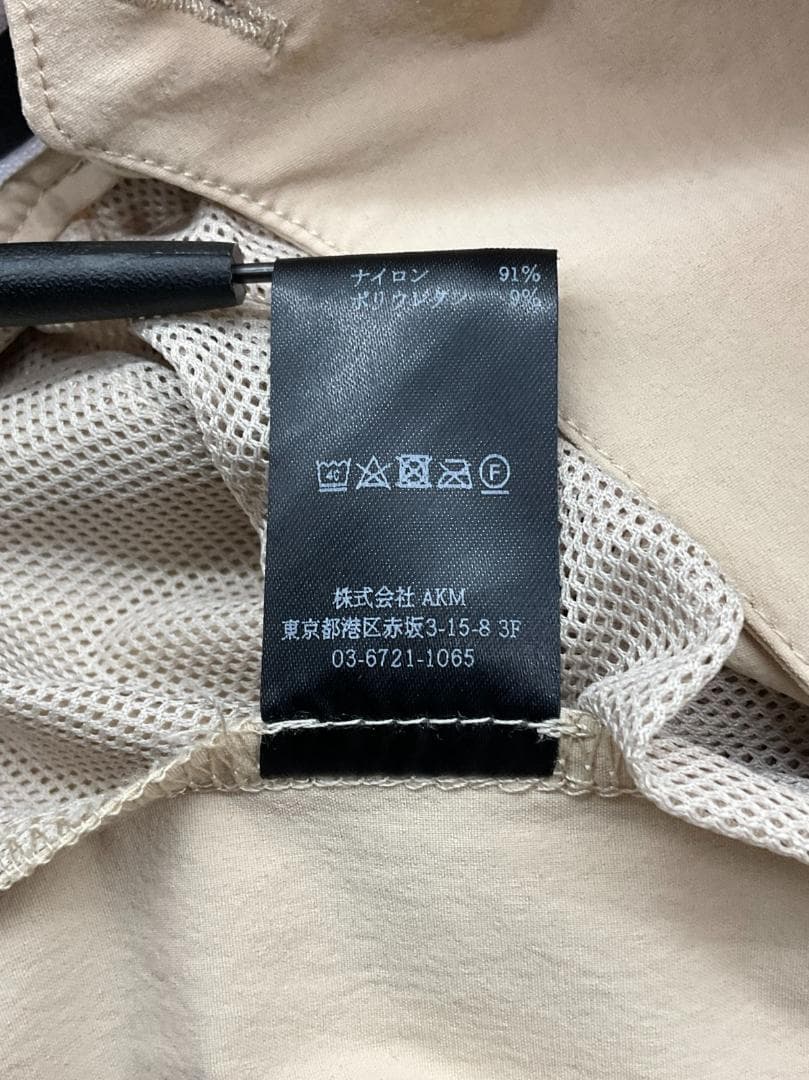 ナイロン 91%
ポリウレタン 9%
40
F
株式会社 AKM
東京都港区赤坂3-15-8 3F
03-6721-1065